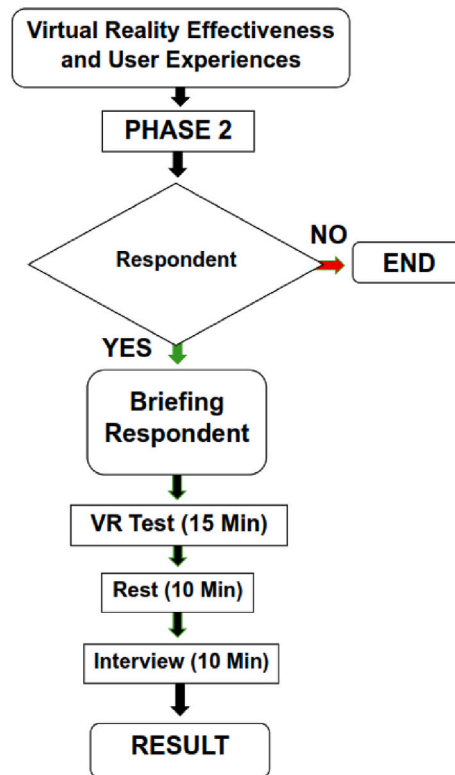 Virtual Reality Effectiveness
and User Experiences
PHASE 2
Respondent
NO
END
YES
Briefing
Respondent
VR Test (15 Min)
Rest (10 Min)
Interview (10 Min)
RESULT